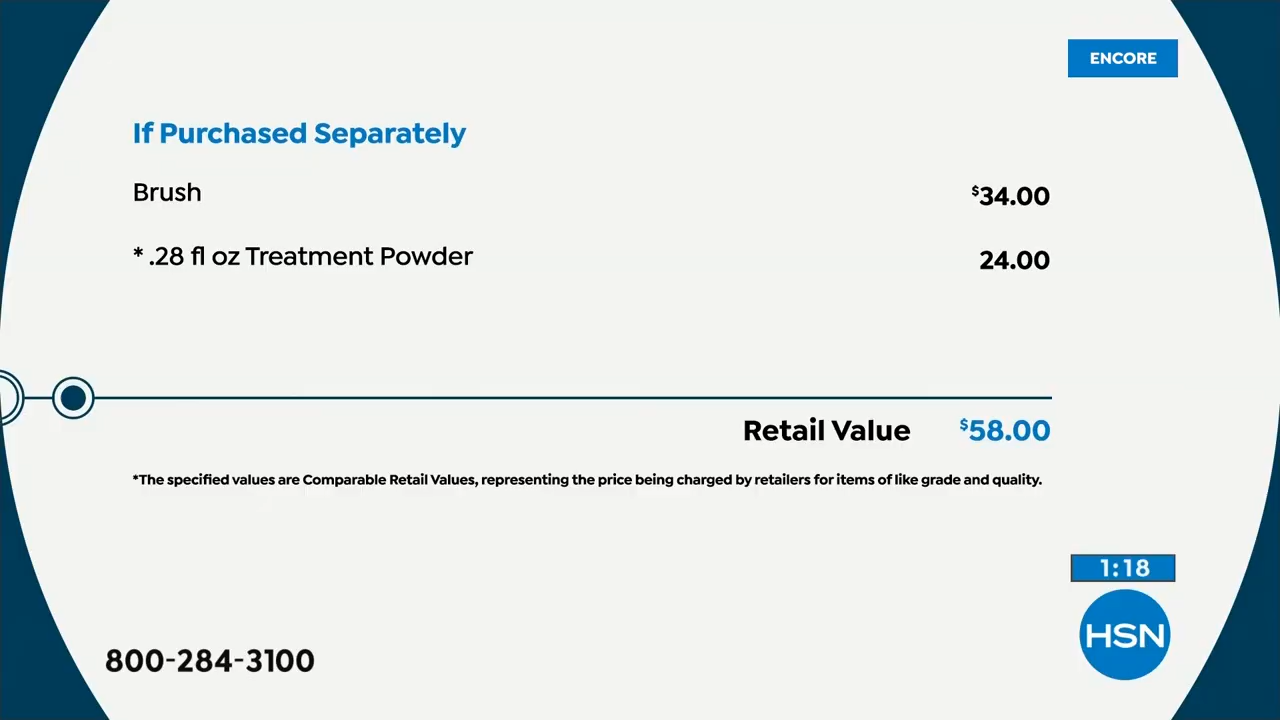 ENCORE
If Purchased Separately
Brush $34.00
* .28 fl oz Treatment Powder 24.00
Retail Value $58.00
*The specified values are Comparable Retail Values, representing the price being charged by retailers for items of like grade and quality.
1:18
HSN
800-284-3100